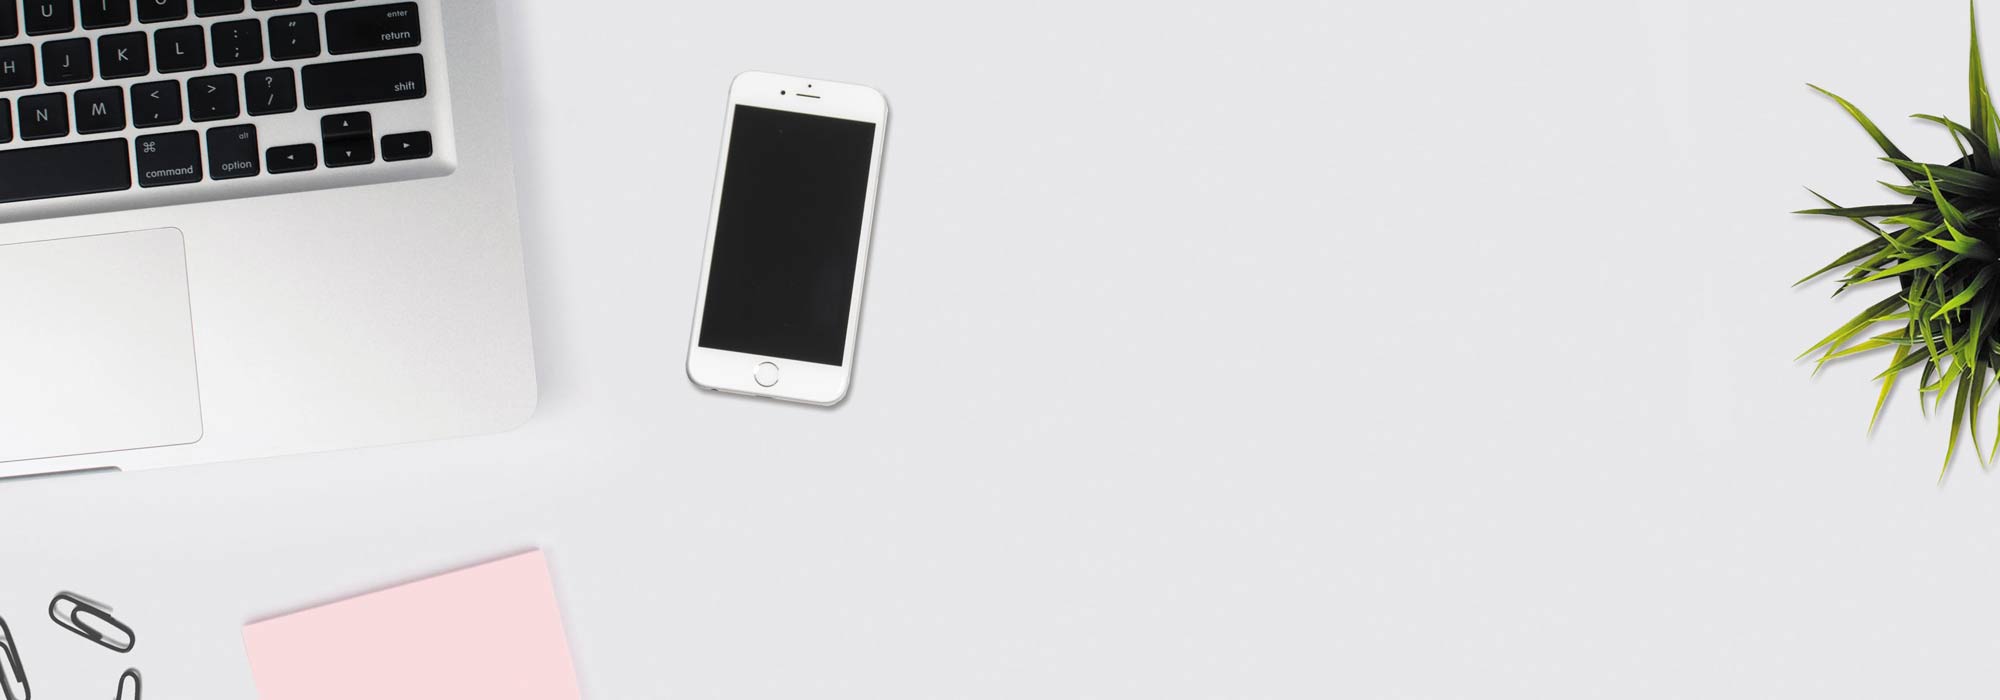 U I O
enter
return
H J K L : ; " '
shift
N M < , > . ? /
alt
⌘
command option